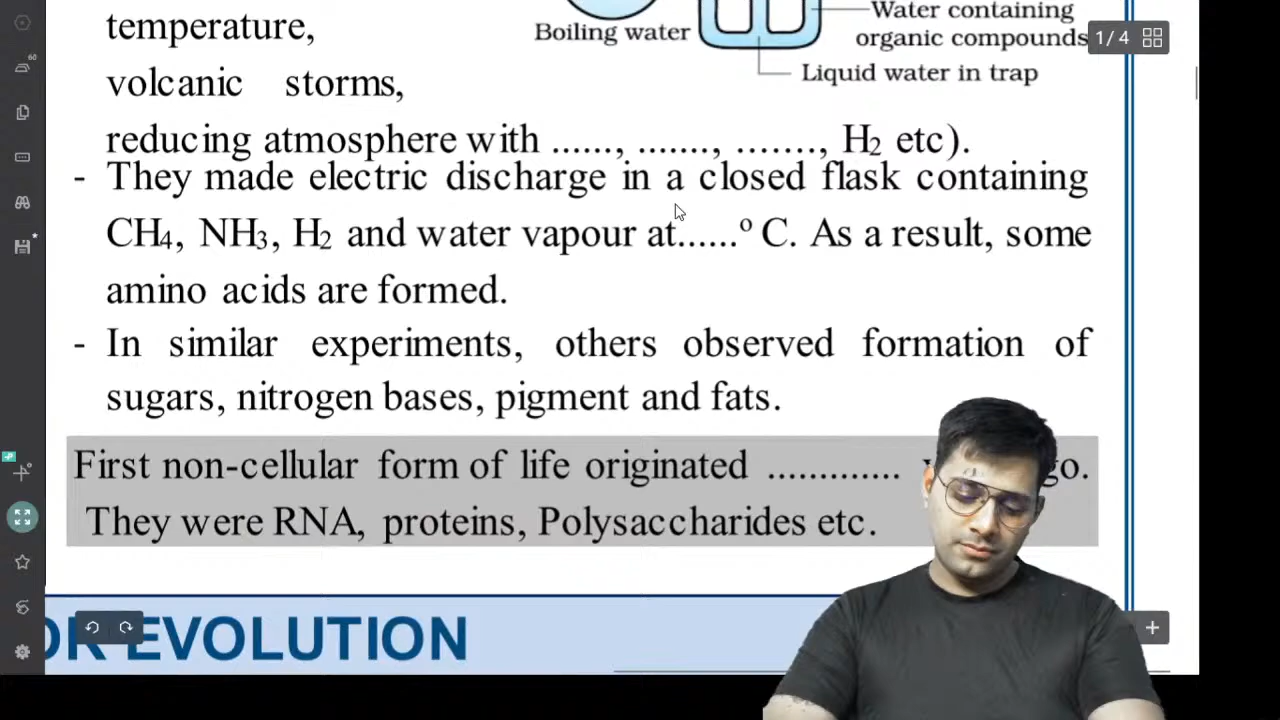 temperature,
volcanic storms,
reducing atmosphere with ......, ......., ........, H2 etc).
Boiling water
Water containing
organic compounds
Liquid water in trap
1/4
- They made electric discharge in a closed flask containing
CH4, NH3, H2 and water vapour at......º C. As a result, some
amino acids are formed.
- In similar experiments, others observed formation of
sugars, nitrogen bases, pigment and fats.
First non-cellular form of life originated .............
They were RNA, proteins, Polysaccharides etc.
EVOLUTION
60